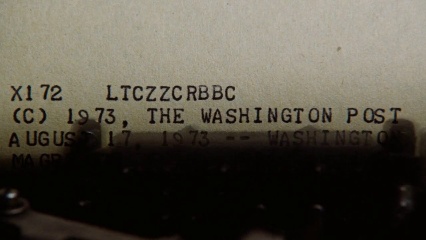 X172 LTCZZCRBBC
(C) 1973, THE WASHINGTON POST
AUGUST 17, 1973 -- WASHINGTON